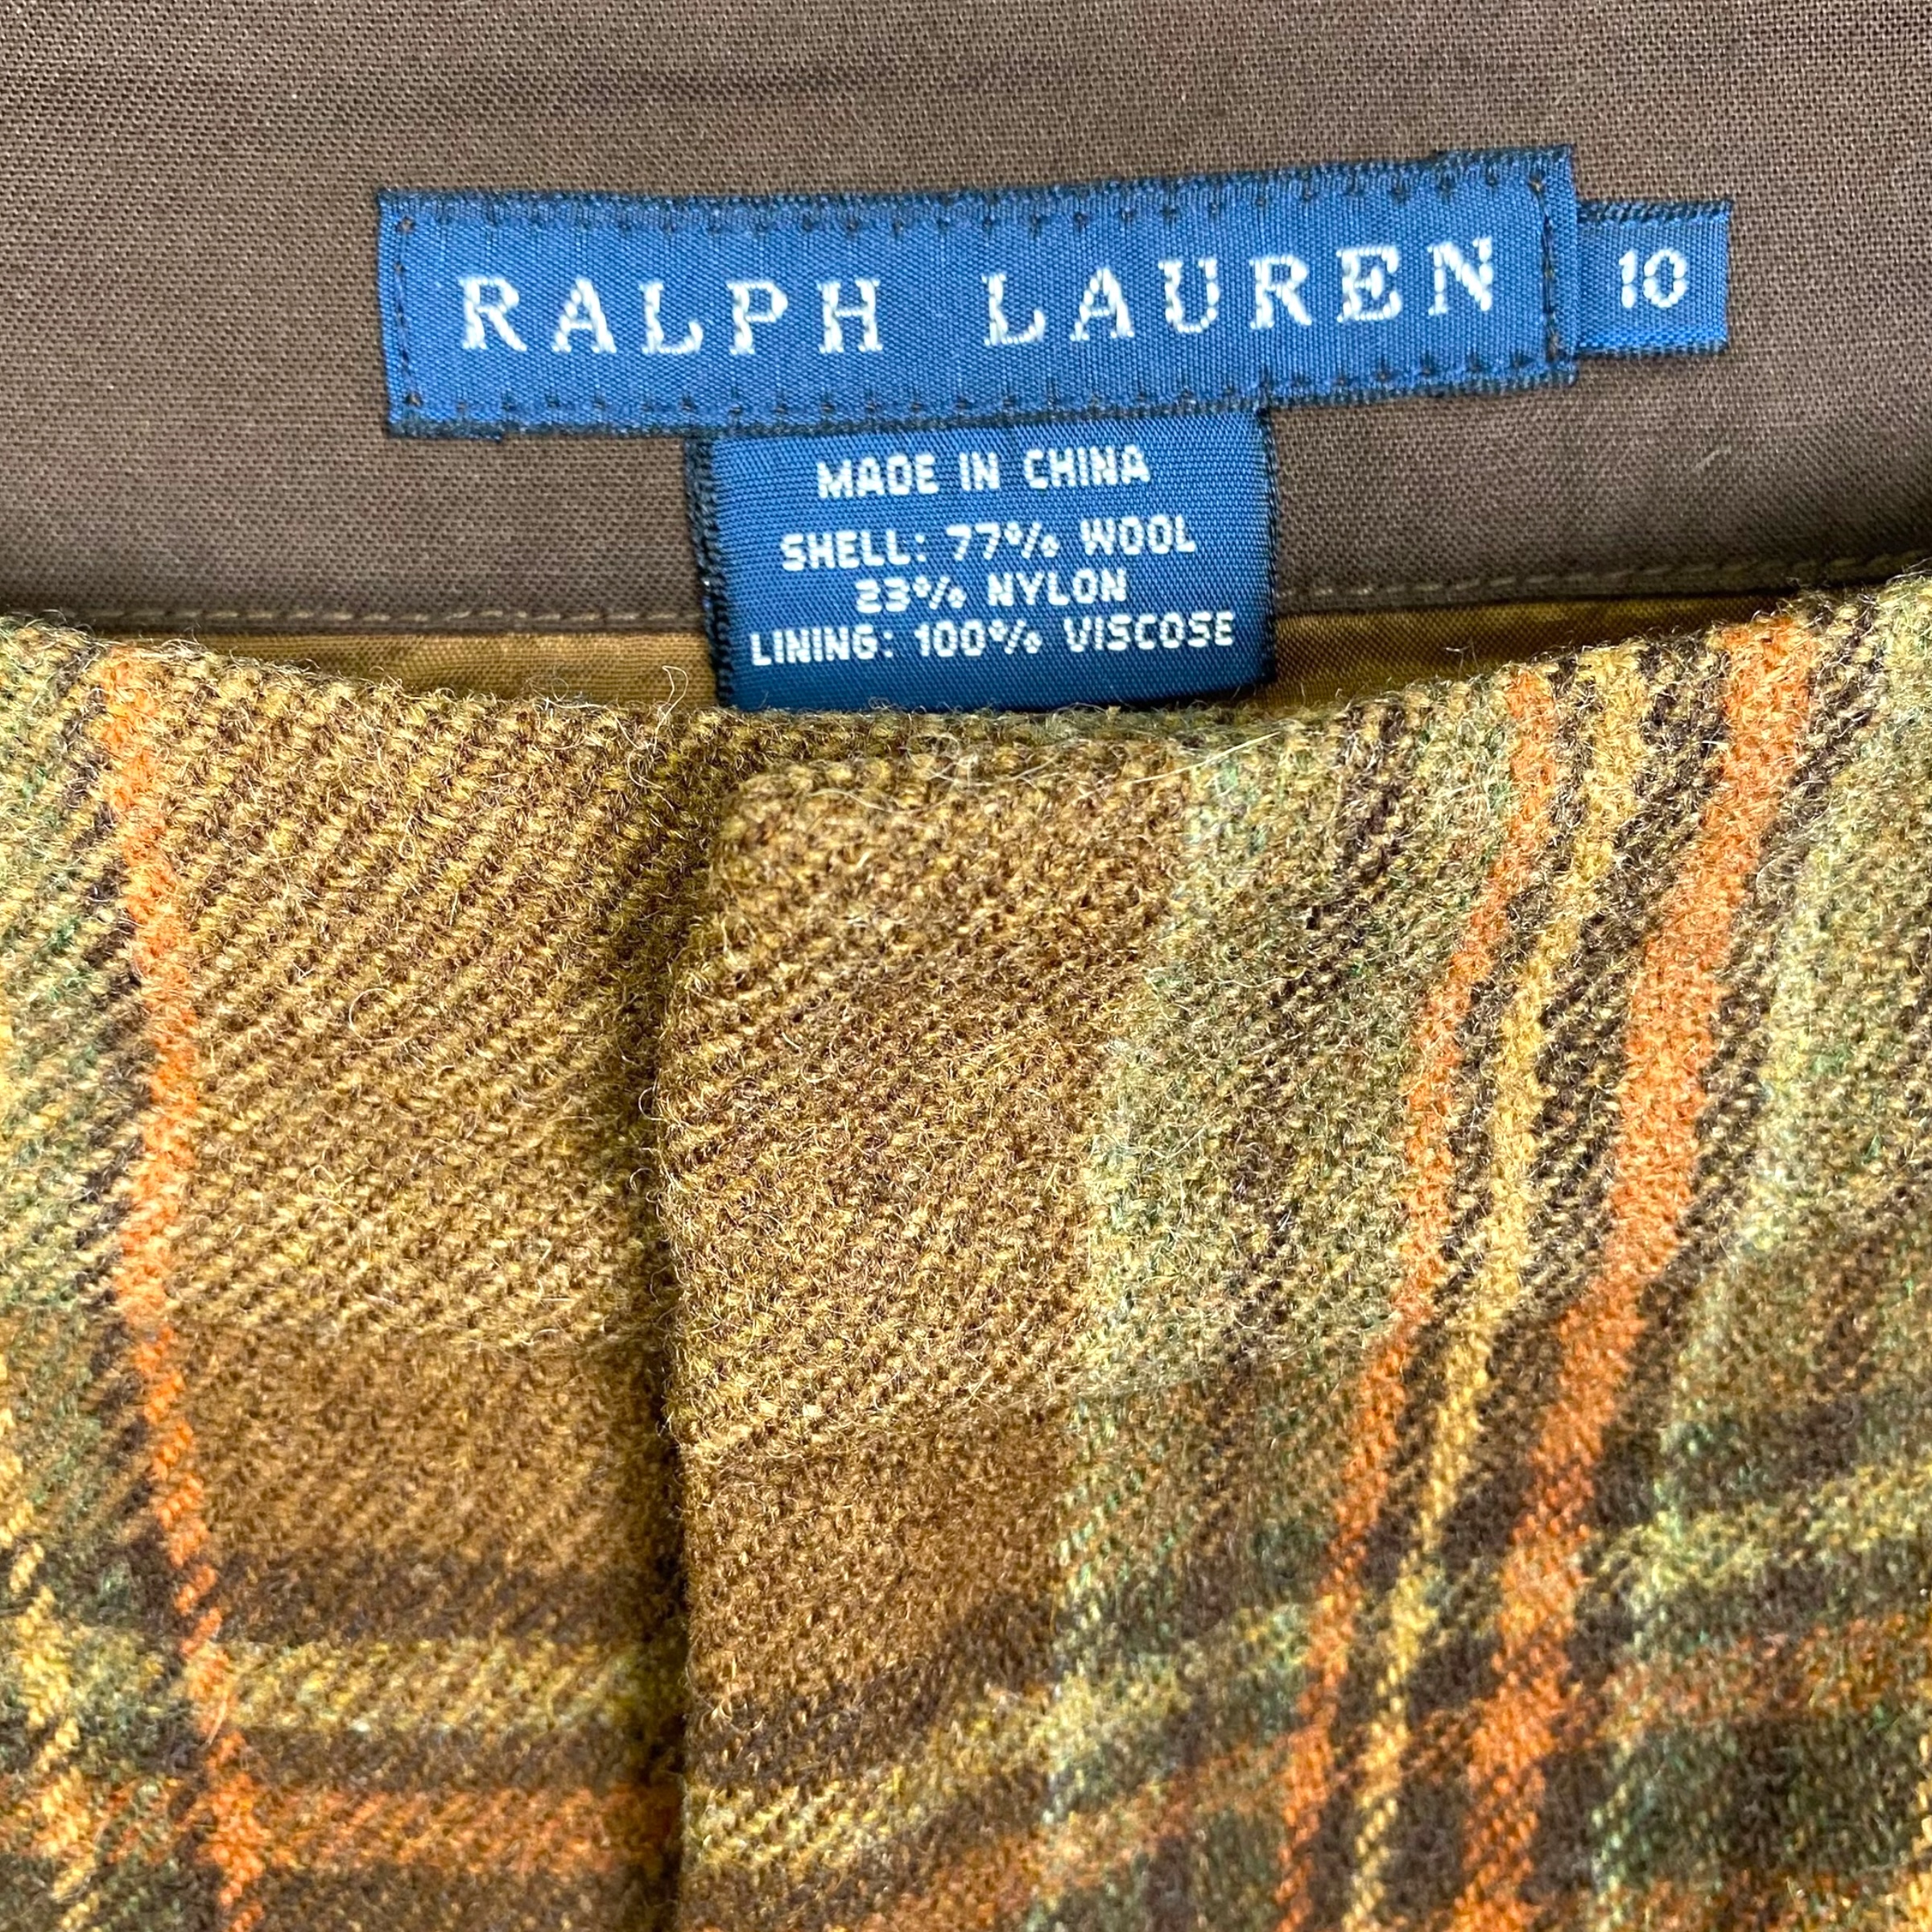 RALPH LAUREN 10
MADE IN CHINA
SHELL: 77% WOOL
23% NYLON
LINING: 100% VISCOSE